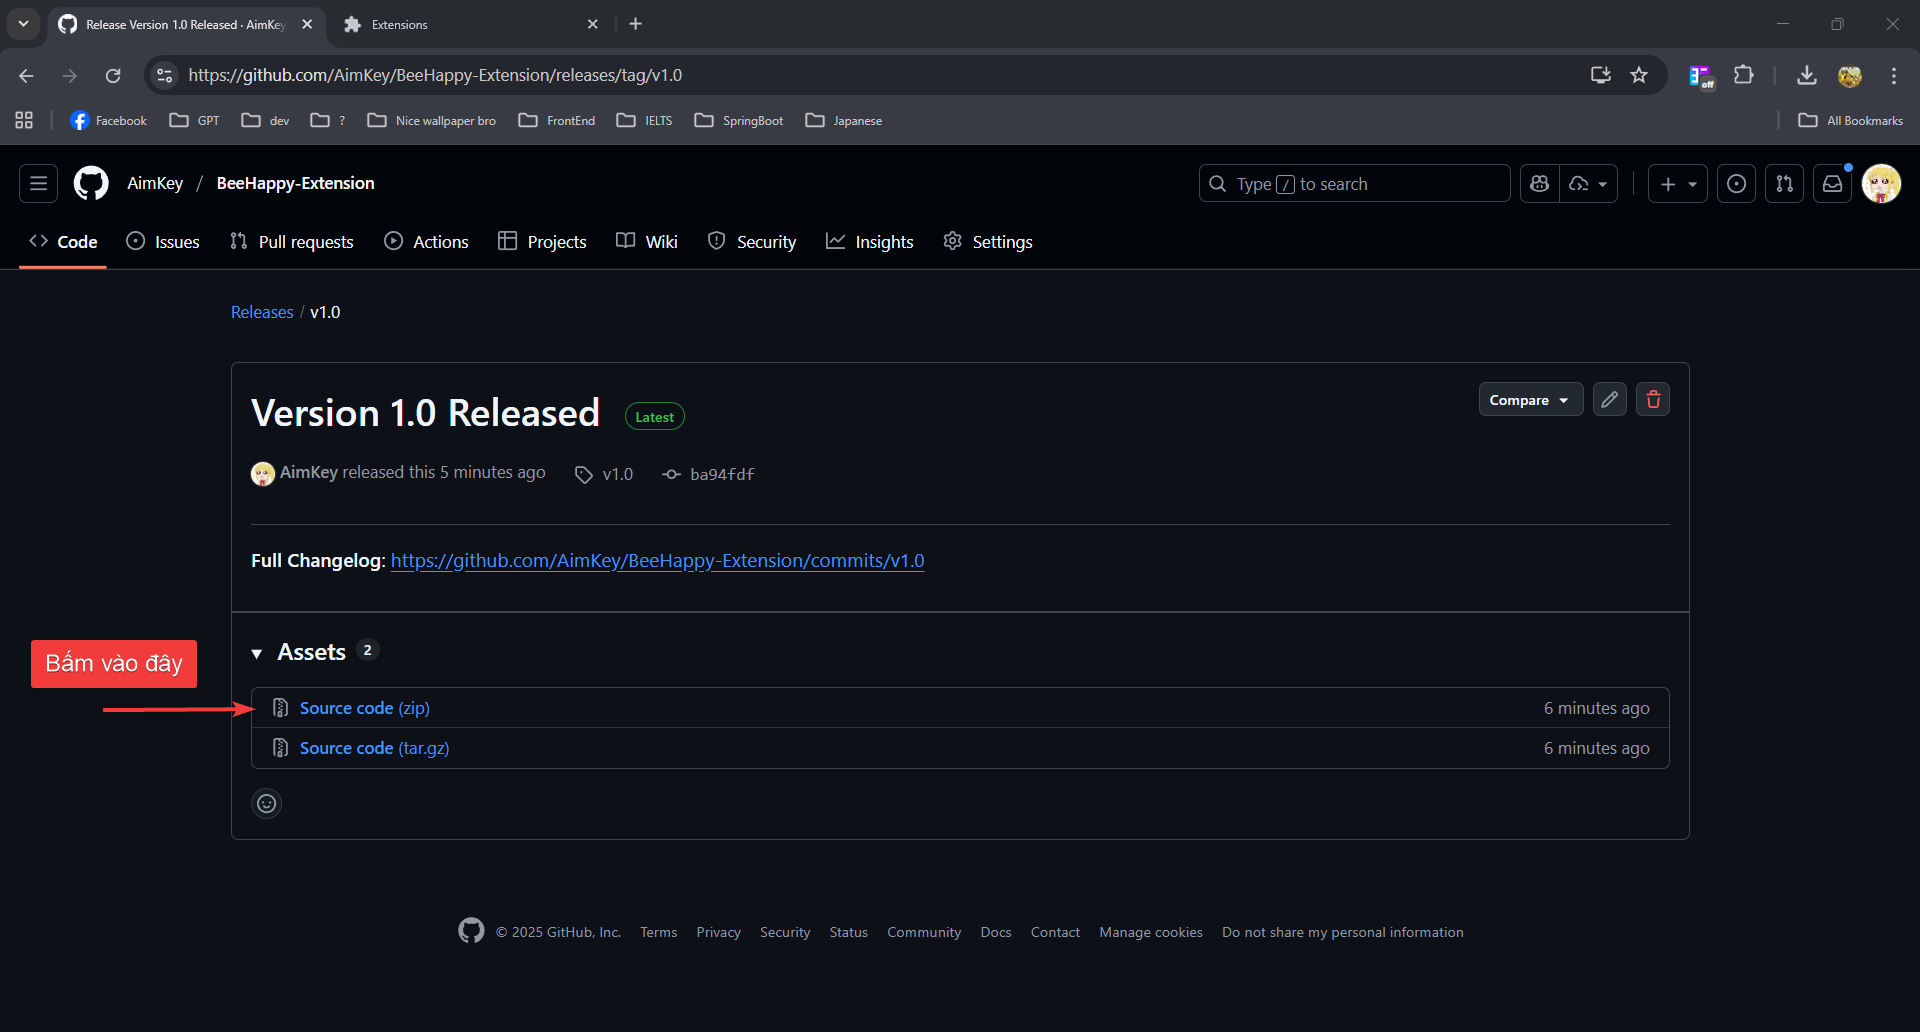 Release Version 1.0 Released · AimKey
Extensions
https://github.com/AimKey/BeeHappy-Extension/releases/tag/v1.0
off
Facebook
GPT
dev
?
Nice wallpaper bro
FrontEnd
IELTS
SpringBoot
Japanese
All Bookmarks
AimKey / BeeHappy-Extension
Type / to search
Code
Issues
Pull requests
Actions
Projects
Wiki
Security
Insights
Settings
Releases / v1.0
Version 1.0 Released
Latest
Compare
AimKey released this 5 minutes ago
v1.0
ba94fdf
Full Changelog: https://github.com/AimKey/BeeHappy-Extension/commits/v1.0
Bấm vào đây
Assets 2
Source code (zip)
6 minutes ago
Source code (tar.gz)
6 minutes ago
© 2025 GitHub, Inc.
Terms
Privacy
Security
Status
Community
Docs
Contact
Manage cookies
Do not share my personal information